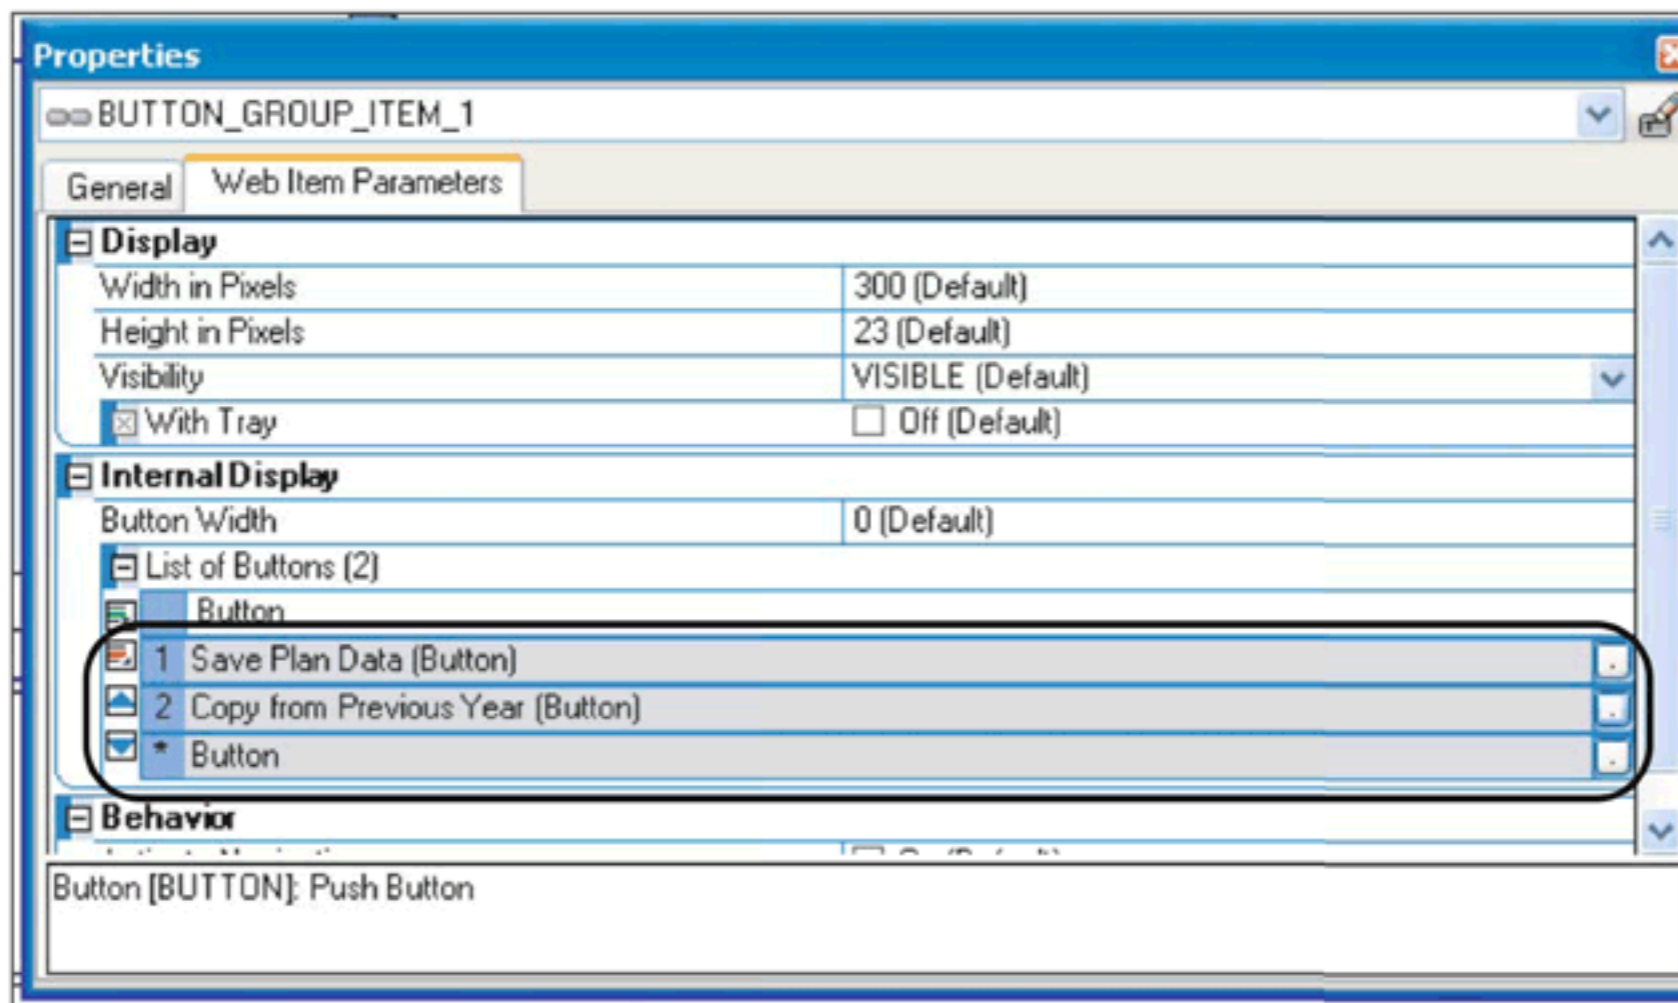 Properties
BUTTON_GROUP_ITEM_1
General Web Item Parameters
Display
Width in Pixels 300 (Default)
Height in Pixels 23 (Default)
Visibility VISIBLE (Default)
With Tray Off (Default)
Internal Display
Button Width 0 (Default)
List of Buttons (2)
Button
1 Save Plan Data (Button)
2 Copy from Previous Year (Button)
* Button
Behavior
Button [BUTTON]: Push Button